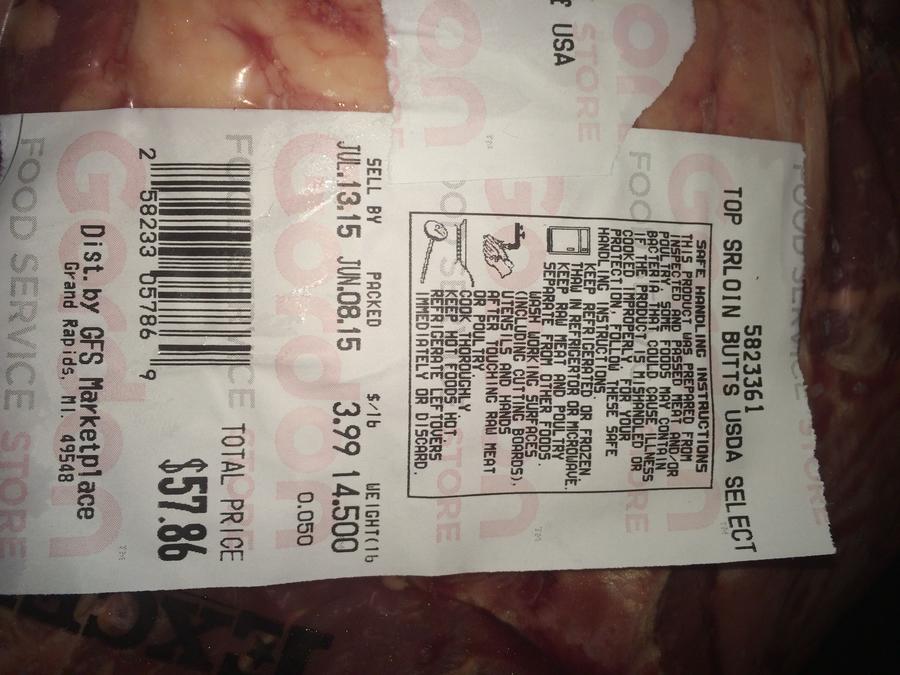 5823361
TOP SRLOIN BUTTS USDA SELECT
SAFE HANDLING INSTRUCTIONS
THIS PRODUCT WAS PREPARED FROM
INSPECTED AND PASSED MEAT AND/OR
POULTRY. SOME FOODS MAY CONTAIN
BACTERIA THAT COULD CAUSE ILLNESS
IF THE PRODUCT IS MISHANDLED OR
COOKED IMPROPERLY. FOR YOUR
PROTECTION, FOLLOW THESE SAFE
HANDLING INSTRUCTIONS.
KEEP REFRIGERATED OR FROZEN.
THAW IN REFRIGERATOR OR MICROWAVE.
KEEP RAW MEAT AND POULTRY
SEPARATE FROM OTHER FOODS.
WASH WORKING SURFACES
(INCLUDING CUTTING BOARDS),
UTENSILS AND HANDS
AFTER TOUCHING RAW MEAT
OR POULTRY.
COOK THOROUGHLY
KEEP HOT FOODS HOT.
REFRIGERATE LEFTOVERS
IMMEDIATELY OR DISCARD.
USA
SELL BY PACKED $/lb WEIGHT(lb
JUL.13.15 JUN.08.15 3.99 14.500
0.050
TOTAL PRICE
$57.86
2 58233 05786 9
Dist. by GFS Marketplace
Grand Rapids, MI. 49548
Gordon
FOOD SERVICE STORE